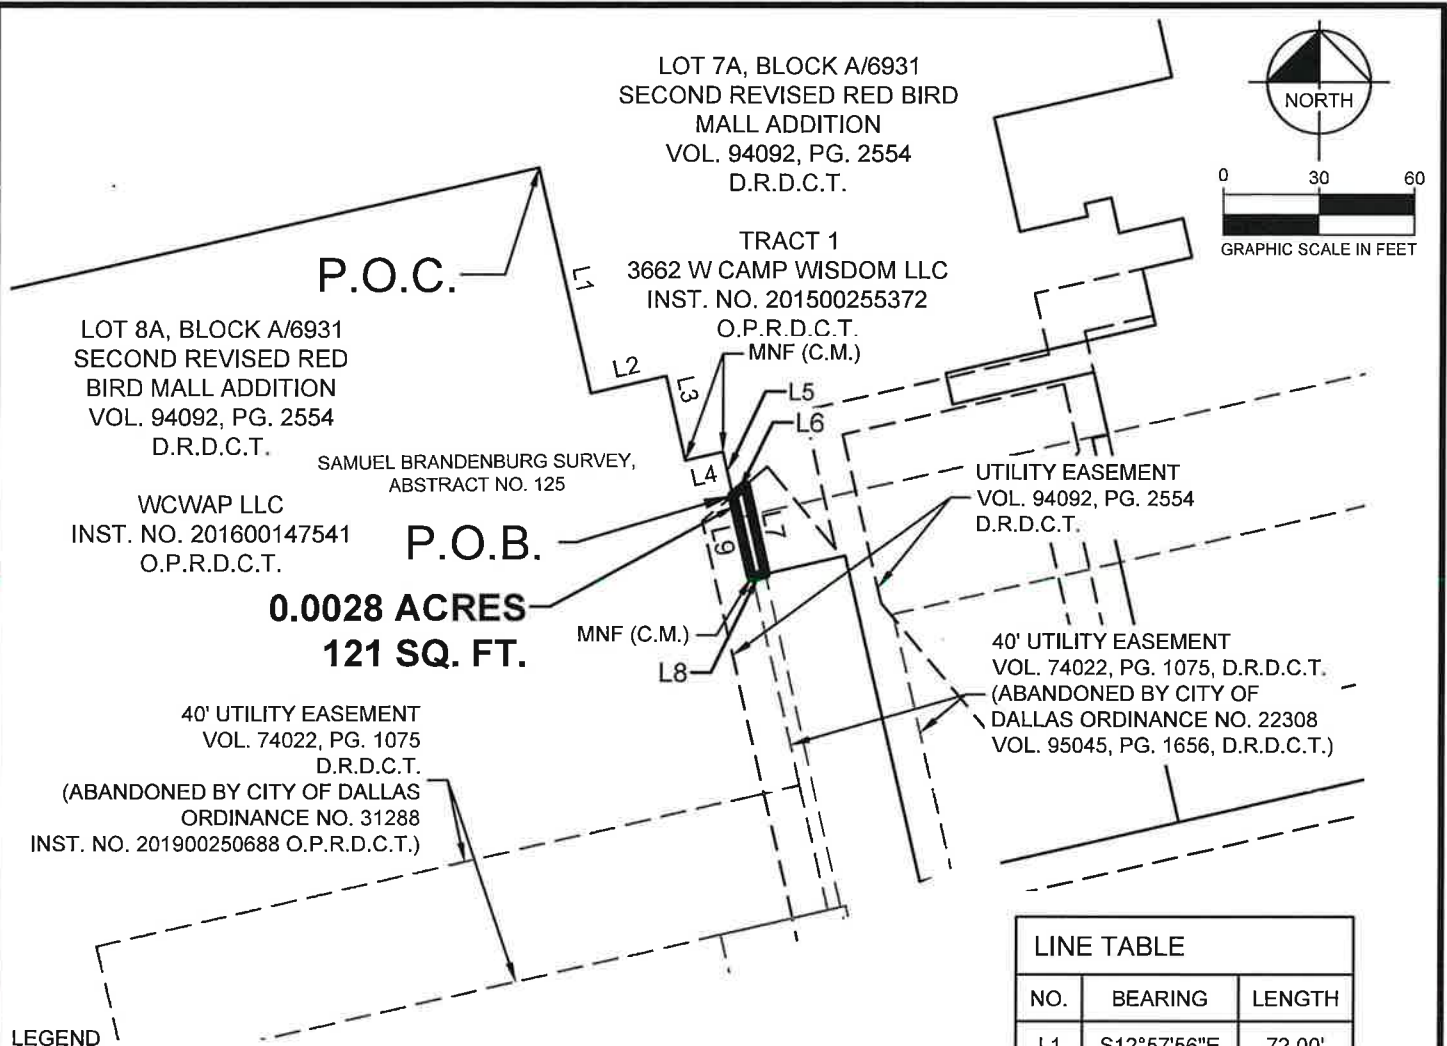 LOT 7A, BLOCK A/6931
SECOND REVISED RED BIRD
MALL ADDITION
VOL. 94092, PG. 2554
D.R.D.C.T.
NORTH
0 30 60
GRAPHIC SCALE IN FEET
TRACT 1
3662 W CAMP WISDOM LLC
INST. NO. 201500255372
O.P.R.D.C.T.
P.O.C.
L1
LOT 8A, BLOCK A/6931
SECOND REVISED RED
BIRD MALL ADDITION
VOL. 94092, PG. 2554
D.R.D.C.T.
MNF (C.M.)
L2
L3
L5
L6
L4
SAMUEL BRANDENBURG SURVEY,
ABSTRACT NO. 125
WCWAP LLC
INST. NO. 201600147541
O.P.R.D.C.T.
P.O.B.
L9
L7
UTILITY EASEMENT
VOL. 94092, PG. 2554
D.R.D.C.T.
0.0028 ACRES
121 SQ. FT.
MNF (C.M.)
L8
40' UTILITY EASEMENT
VOL. 74022, PG. 1075, D.R.D.C.T.
(ABANDONED BY CITY OF
DALLAS ORDINANCE NO. 22308
VOL. 95045, PG. 1656, D.R.D.C.T.)
40' UTILITY EASEMENT
VOL. 74022, PG. 1075
D.R.D.C.T.
(ABANDONED BY CITY OF DALLAS
ORDINANCE NO. 31288
INST. NO. 201900250688 O.P.R.D.C.T.)
LINE TABLE
NO. BEARING LENGTH
L1 S12°57'56"E 72.00'
LEGEND